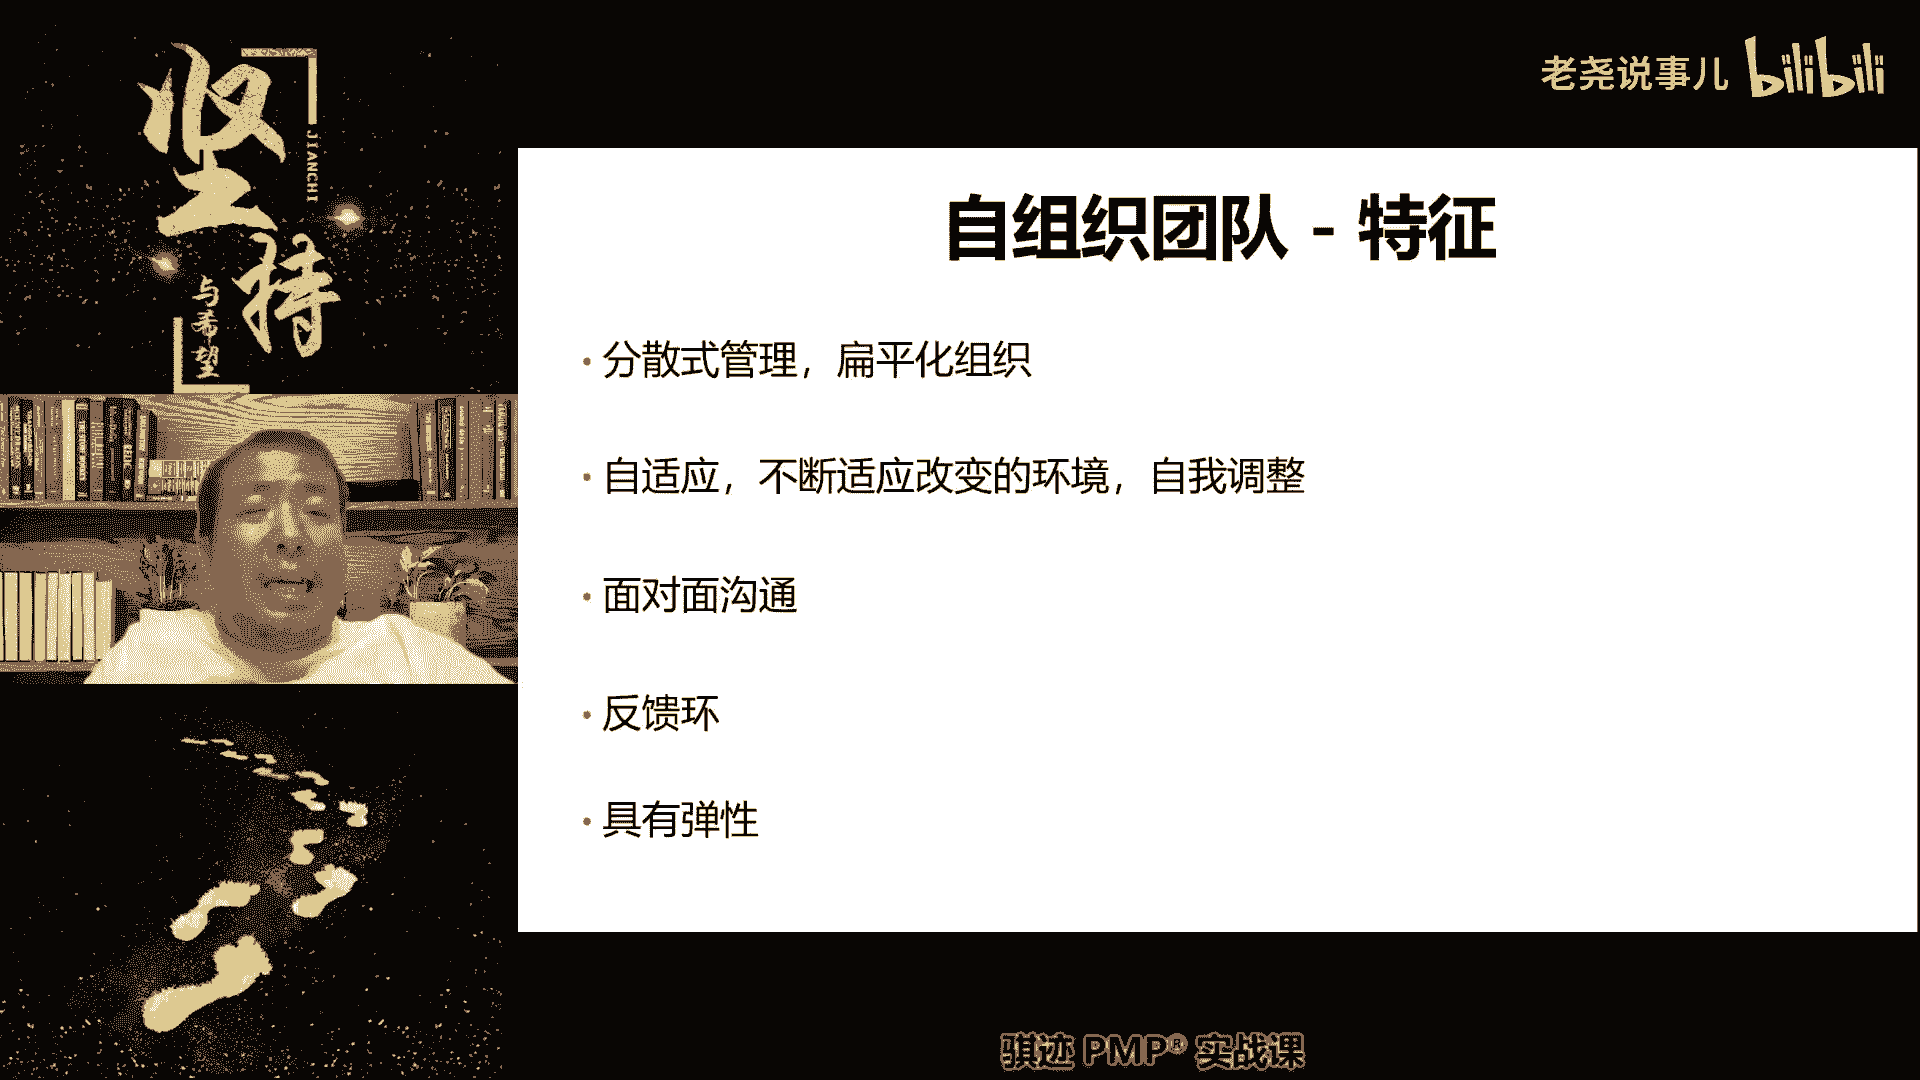 坚持
JIANCHI
与希望
老尧说事儿 bilibili
自组织团队 - 特征
• 分散式管理，扁平化组织
• 自适应，不断适应改变的环境，自我调整
• 面对面沟通
• 反馈环
• 具有弹性
骐迹 PMP® 实战课